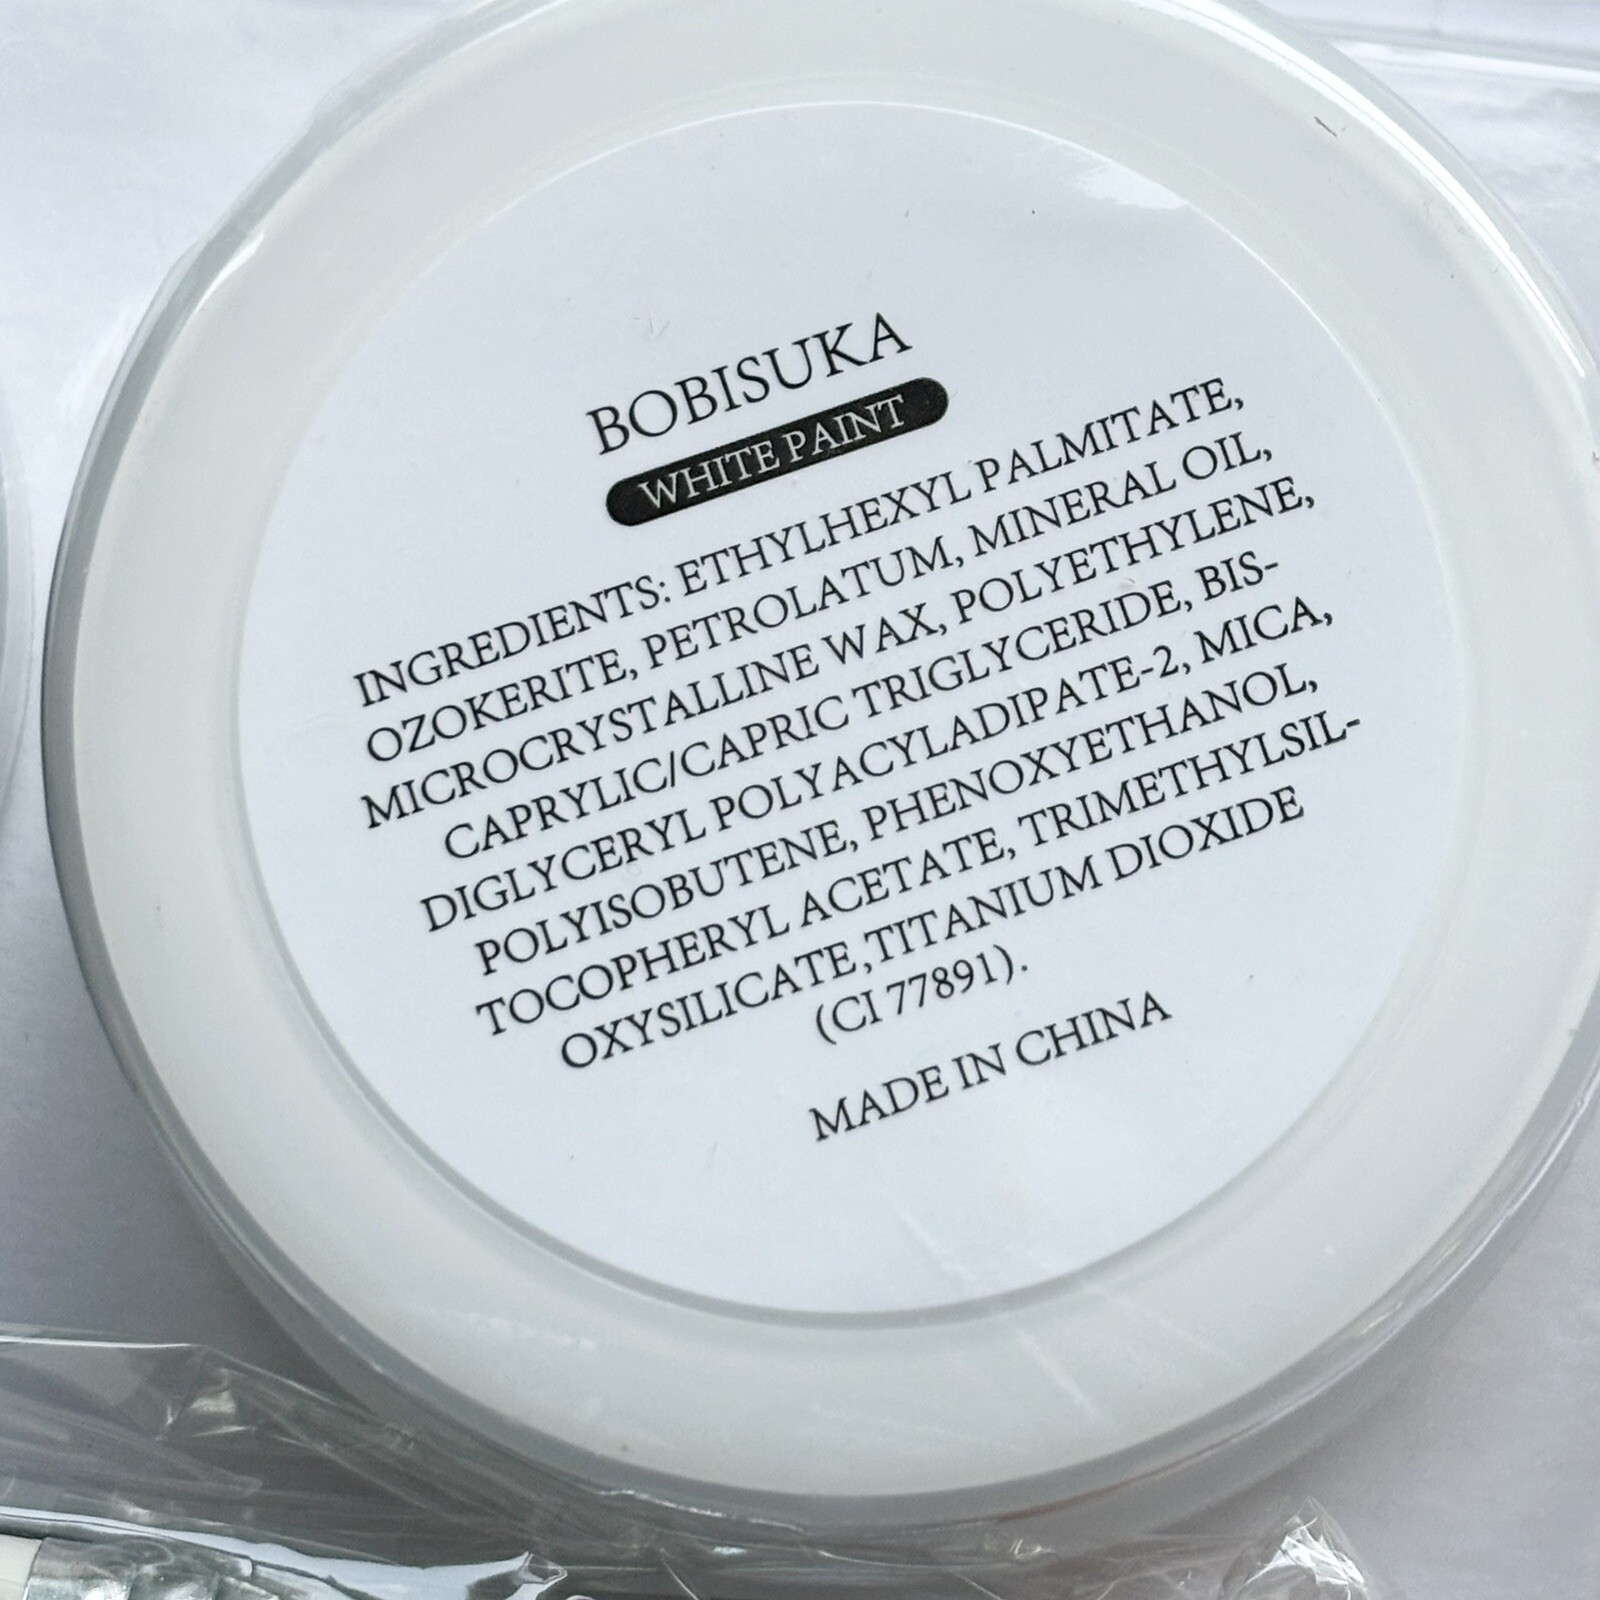 BOBISUKA
WHITE PAINT
INGREDIENTS: ETHYLHEXYL PALMITATE,
OZOKERITE, PETROLATUM, MINERAL OIL,
MICROCRYSTALLINE WAX, POLYETHYLENE,
CAPRYLIC/CAPRIC TRIGLYCERIDE, BIS-
DIGLYCERYL POLYACYLADIPATE-2, MICA,
POLYISOBUTENE, PHENOXYETHANOL,
TOCOPHERYL ACETATE, TRIMETHYLSIL-
OXYSILICATE,TITANIUM DIOXIDE
(CI 77891).
MADE IN CHINA